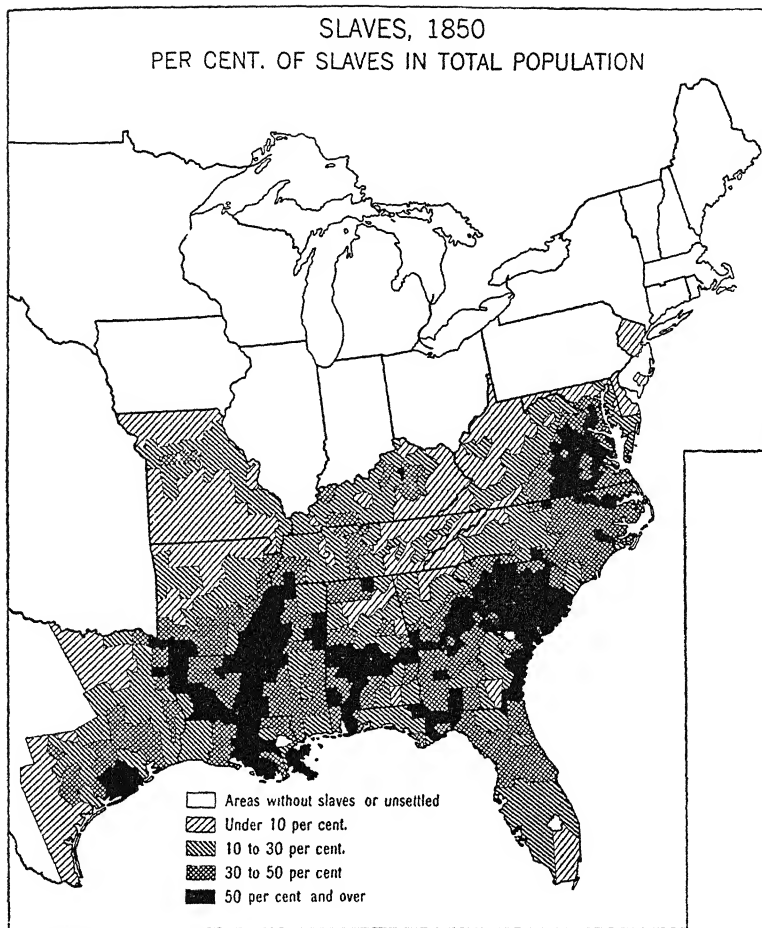 SLAVES, 1850
PER CENT. OF SLAVES IN TOTAL POPULATION
Areas without slaves or unsettled
Under 10 per cent.
10 to 30 per cent.
30 to 50 per cent
50 per cent and over